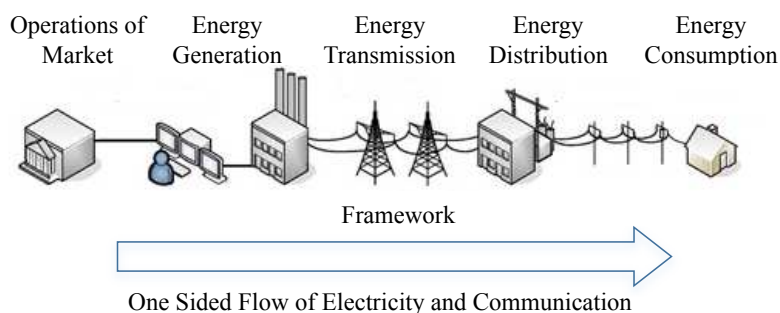 Operations of Market
Energy Generation
Energy Transmission
Energy Distribution
Energy Consumption
Framework
One Sided Flow of Electricity and Communication